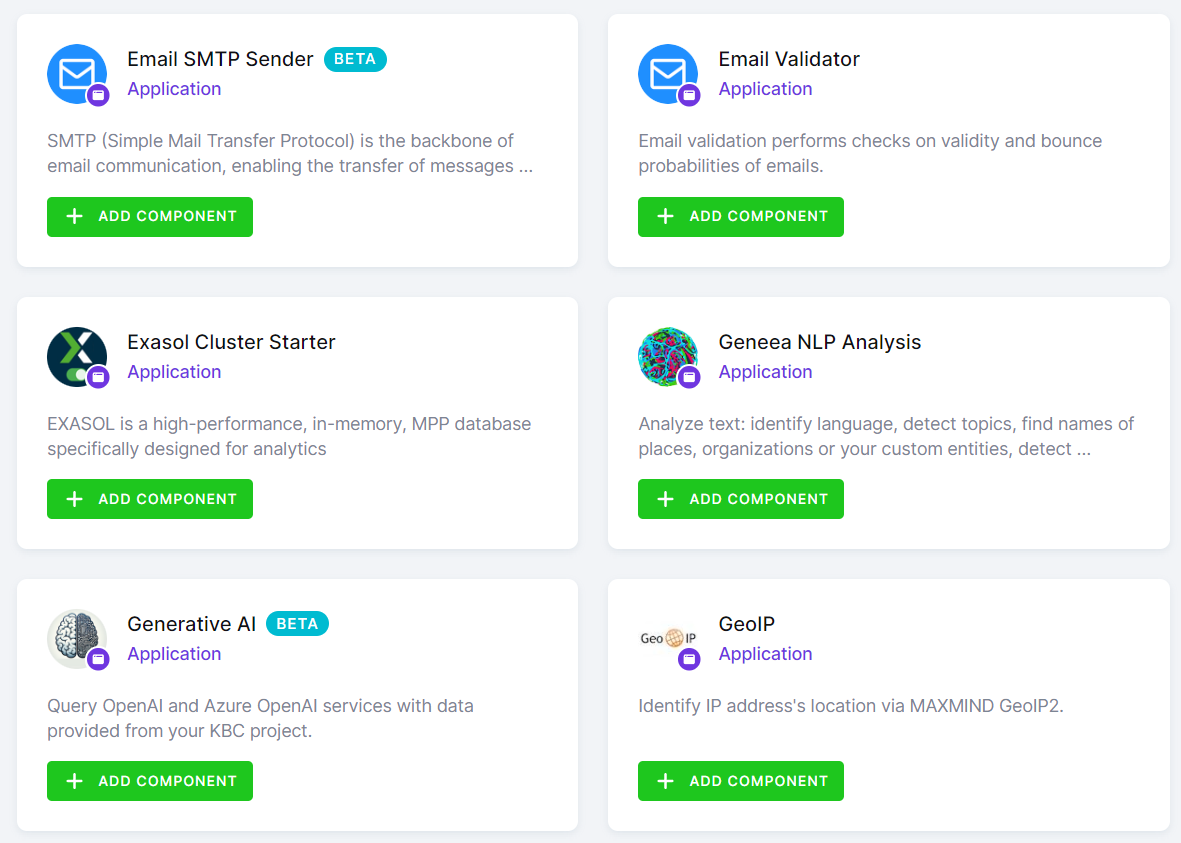 Email SMTP Sender BETA
Application
SMTP (Simple Mail Transfer Protocol) is the backbone of
email communication, enabling the transfer of messages ...
+ ADD COMPONENT
Email Validator
Application
Email validation performs checks on validity and bounce
probabilities of emails.
+ ADD COMPONENT
Exasol Cluster Starter
Application
EXASOL is a high-performance, in-memory, MPP database
specifically designed for analytics
+ ADD COMPONENT
Geneea NLP Analysis
Application
Analyze text: identify language, detect topics, find names of
places, organizations or your custom entities, detect ...
+ ADD COMPONENT
Generative AI BETA
Application
Query OpenAI and Azure OpenAI services with data
provided from your KBC project.
+ ADD COMPONENT
Geo IP
GeoIP
Application
Identify IP address's location via MAXMIND GeoIP2.
+ ADD COMPONENT